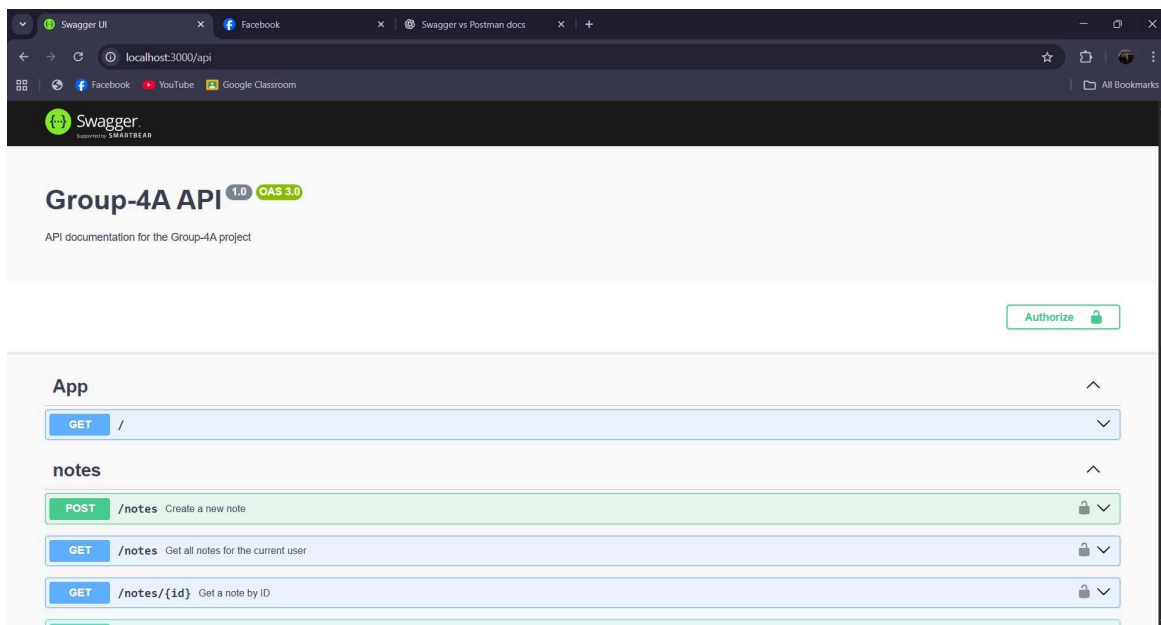 Swagger UI
Facebook
Swagger vs Postman docs
localhost:3000/api
Facebook
YouTube
Google Classroom
All Bookmarks
Swagger.
Supported by SMARTBEAR
Group-4A API 1.0 OAS 3.0
API documentation for the Group-4A project
Authorize
App
GET /
notes
POST /notes Create a new note
GET /notes Get all notes for the current user
GET /notes/{id} Get a note by ID